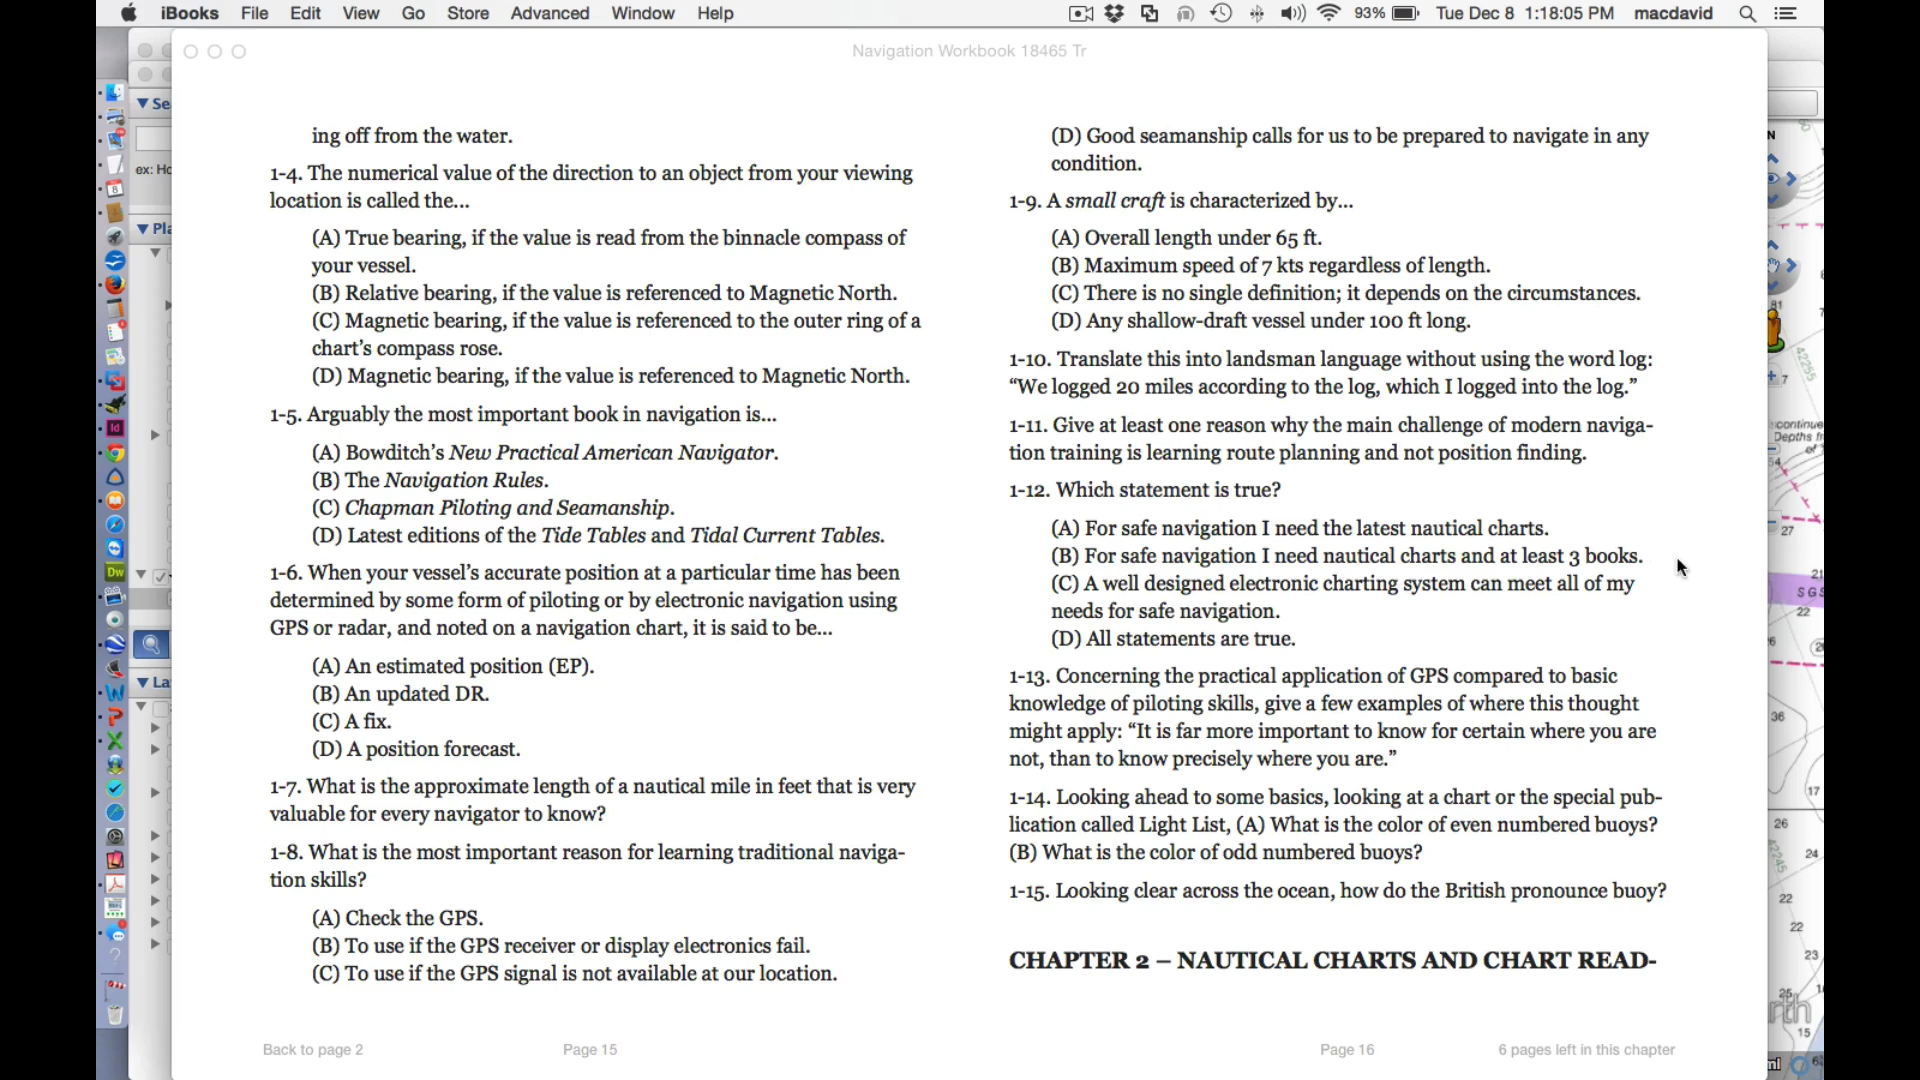 iBooks File Edit View Go Store Advanced Window Help 93% Tue Dec 8 1:18:05 PM macdavid
Navigation Workbook 18465 Tr
ing off from the water.
1-4. The numerical value of the direction to an object from your viewing
location is called the...
(A) True bearing, if the value is read from the binnacle compass of
your vessel.
(B) Relative bearing, if the value is referenced to Magnetic North.
(C) Magnetic bearing, if the value is referenced to the outer ring of a
chart's compass rose.
(D) Magnetic bearing, if the value is referenced to Magnetic North.
1-5. Arguably the most important book in navigation is...
(A) Bowditch's New Practical American Navigator.
(B) The Navigation Rules.
(C) Chapman Piloting and Seamanship.
(D) Latest editions of the Tide Tables and Tidal Current Tables.
1-6. When your vessel's accurate position at a particular time has been
determined by some form of piloting or by electronic navigation using
GPS or radar, and noted on a navigation chart, it is said to be...
(A) An estimated position (EP).
(B) An updated DR.
(C) A fix.
(D) A position forecast.
1-7. What is the approximate length of a nautical mile in feet that is very
valuable for every navigator to know?
1-8. What is the most important reason for learning traditional naviga-
tion skills?
(A) Check the GPS.
(B) To use if the GPS receiver or display electronics fail.
(C) To use if the GPS signal is not available at our location.
Back to page 2
Page 15
(D) Good seamanship calls for us to be prepared to navigate in any
condition.
1-9. A small craft is characterized by...
(A) Overall length under 65 ft.
(B) Maximum speed of 7 kts regardless of length.
(C) There is no single definition; it depends on the circumstances.
(D) Any shallow-draft vessel under 100 ft long.
1-10. Translate this into landsman language without using the word log:
“We logged 20 miles according to the log, which I logged into the log.”
1-11. Give at least one reason why the main challenge of modern naviga-
tion training is learning route planning and not position finding.
1-12. Which statement is true?
(A) For safe navigation I need the latest nautical charts.
(B) For safe navigation I need nautical charts and at least 3 books.
(C) A well designed electronic charting system can meet all of my
needs for safe navigation.
(D) All statements are true.
1-13. Concerning the practical application of GPS compared to basic
knowledge of piloting skills, give a few examples of where this thought
might apply: “It is far more important to know for certain where you are
not, than to know precisely where you are.”
1-14. Looking ahead to some basics, looking at a chart or the special pub-
lication called Light List, (A) What is the color of even numbered buoys?
(B) What is the color of odd numbered buoys?
1-15. Looking clear across the ocean, how do the British pronounce buoy?
CHAPTER 2 – NAUTICAL CHARTS AND CHART READ-
Page 16
6 pages left in this chapter
Se
ex: Ho
Pla
La
N
42255
continue
Depths
27
SGS
22
36
17
26
24
42245
22
22
23
25
rth
15